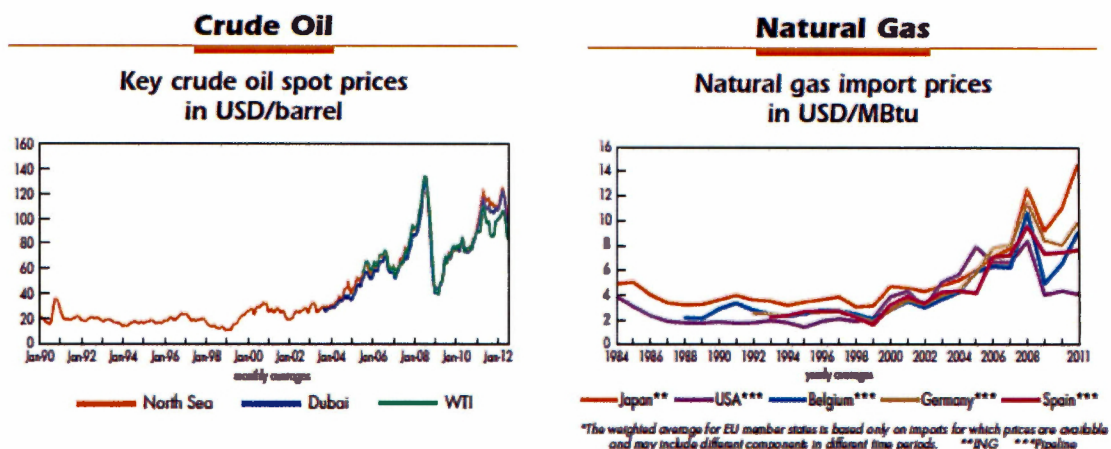 Crude Oil
Key crude oil spot prices
in USD/barrel
160
140
120
100
80
60
40
20
0
Jan-90 Jan-92 Jan-94 Jan-96 Jan-98 Jan-00 Jan-02 Jan-04 Jan-06 Jan-08 Jan-10 Jan-12
monthly averages
North Sea Dubai WTI
Natural Gas
Natural gas import prices
in USD/MBtu
16
14
12
10
8
6
4
2
0
1984 1986 1988 1990 1992 1994 1996 1998 2000 2002 2004 2006 2008 2011
yearly averages
Japan** USA*** Belgium*** Germany*** Spain***
*The weighted average for EU member states is based only on imports for which prices are available
and may include different components in different time periods. **LNG ***Pipeline